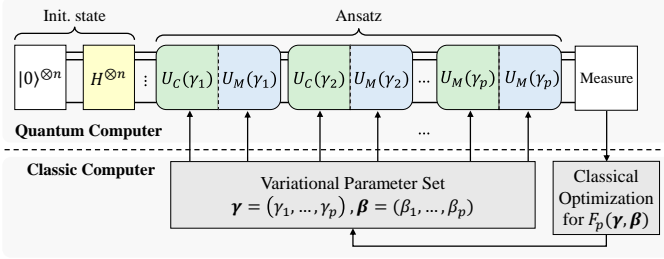 Init. state
Ansatz
|0⟩^{⊗n} H^{⊗n} ⋮ U_C(γ_1) U_M(γ_1) U_C(γ_2) U_M(γ_2) ... U_M(γ_p) U_M(γ_p) Measure
Quantum Computer
...
Classic Computer
Variational Parameter Set
γ = (γ_1, …, γ_p), β = (β_1, …, β_p)
Classical
Optimization
for F_p(γ, β)